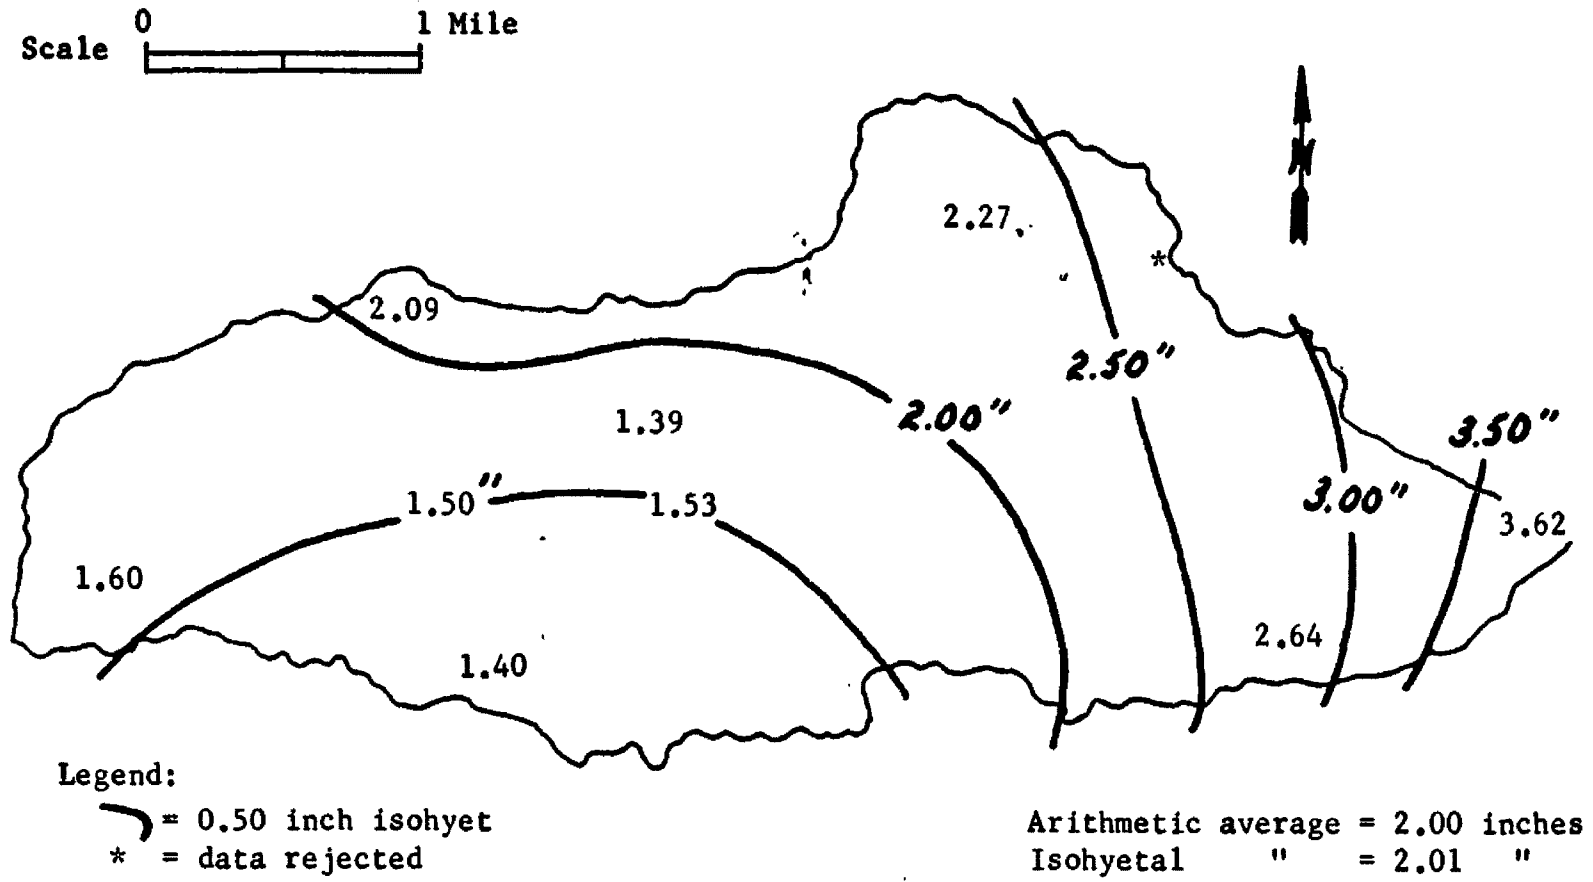 0 1 Mile
Scale
2.27
*
2.09
2.50"
1.39
2.00"
3.50"
1.50" 1.53
3.00"
3.62
1.60
2.64
1.40
N
Legend:
= 0.50 inch isohyet
* = data rejected
Arithmetic average = 2.00 inches
Isohyetal " = 2.01 "